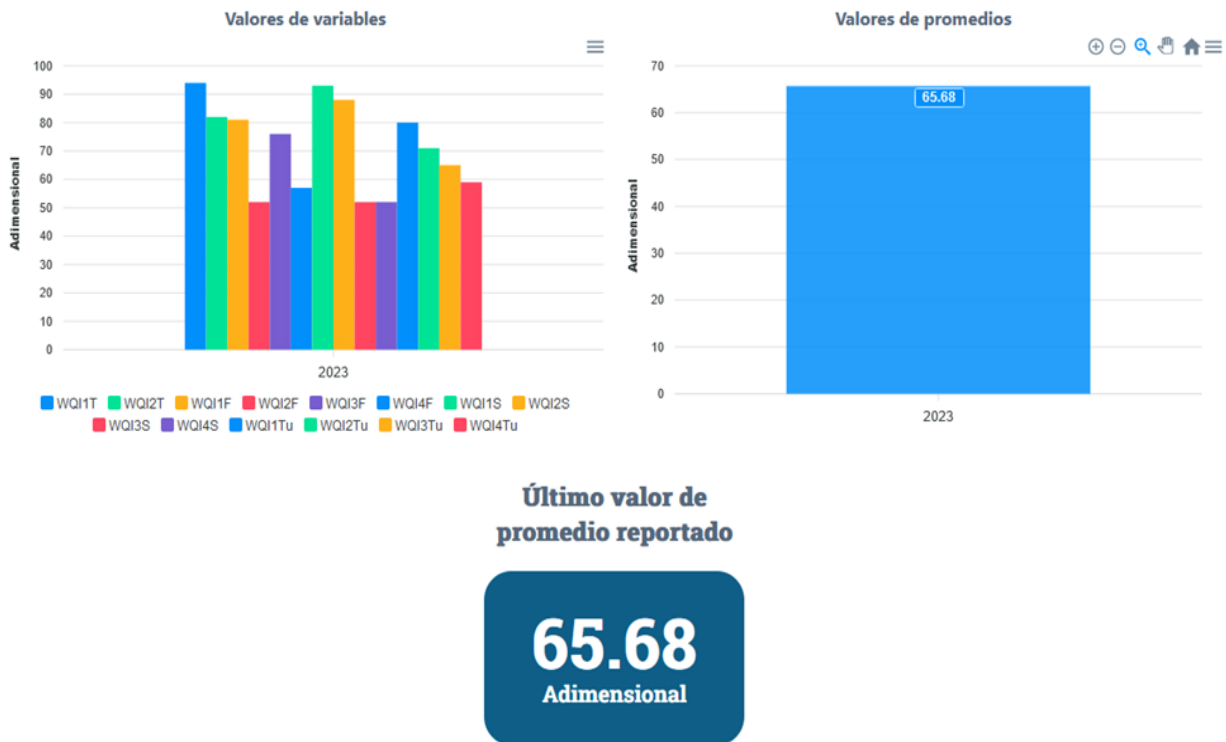 Valores de variables
100
90
80
70
60
50
40
30
20
10
0
Adimensional
2023
WQI1T WQI2T WQI1F WQI2F WQI3F WQI4F WQI1S WQI2S
WQI3S WQI4S WQI1Tu WQI2Tu WQI3Tu WQI4Tu
Valores de promedios
70
60
50
40
30
20
10
0
Adimensional
65.68
2023
Último valor de
promedio reportado
65.68
Adimensional